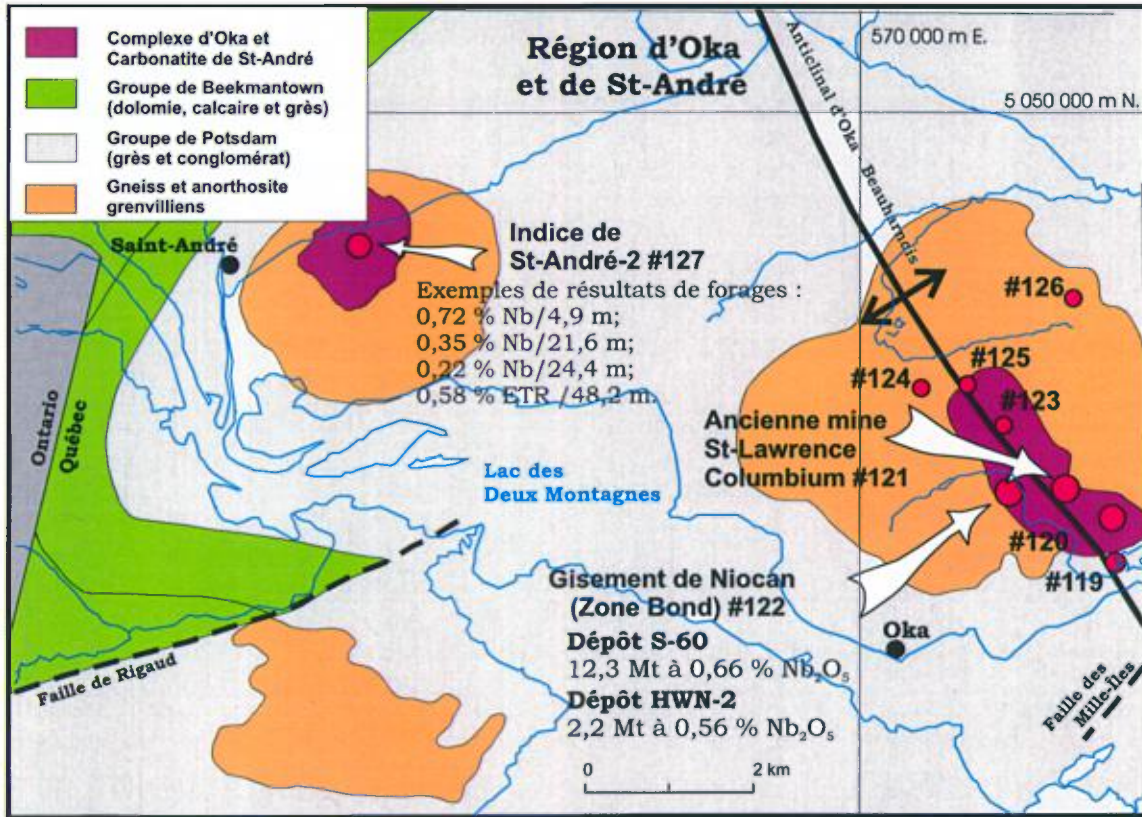 Complexe d'Oka et
Carbonatite de St-André
Groupe de Beekmantown
(dolomie, calcaire et grès)
Groupe de Potsdam
(grès et conglomérat)
Gneiss et anorthosite
grenvilliens
Région d'Oka
et de St-André
Anticlinal d'Oka - Beauharnois
570 000 m E.
5 050 000 m N.
Saint-André
Indice de
St-André-2 #127
Exemples de résultats de forages :
0,72 % Nb/4,9 m;
0,35 % Nb/21,6 m;
0,22 % Nb/24,4 m;
0,58 % ETR /48,2 m.
#126
#125
#124
#123
Ancienne mine
St-Lawrence
Columbium #121
Ontario
Québec
Lac des
Deux Montagnes
#120
#119
Gisement de Niocan
(Zone Bond) #122
Dépôt S-60
12,3 Mt à 0,66 % Nb₂O₅
Dépôt HWN-2
2,2 Mt à 0,56 % Nb₂O₅
Oka
Faille de Rigaud
Faille des
Mille-Îles
0 2 km